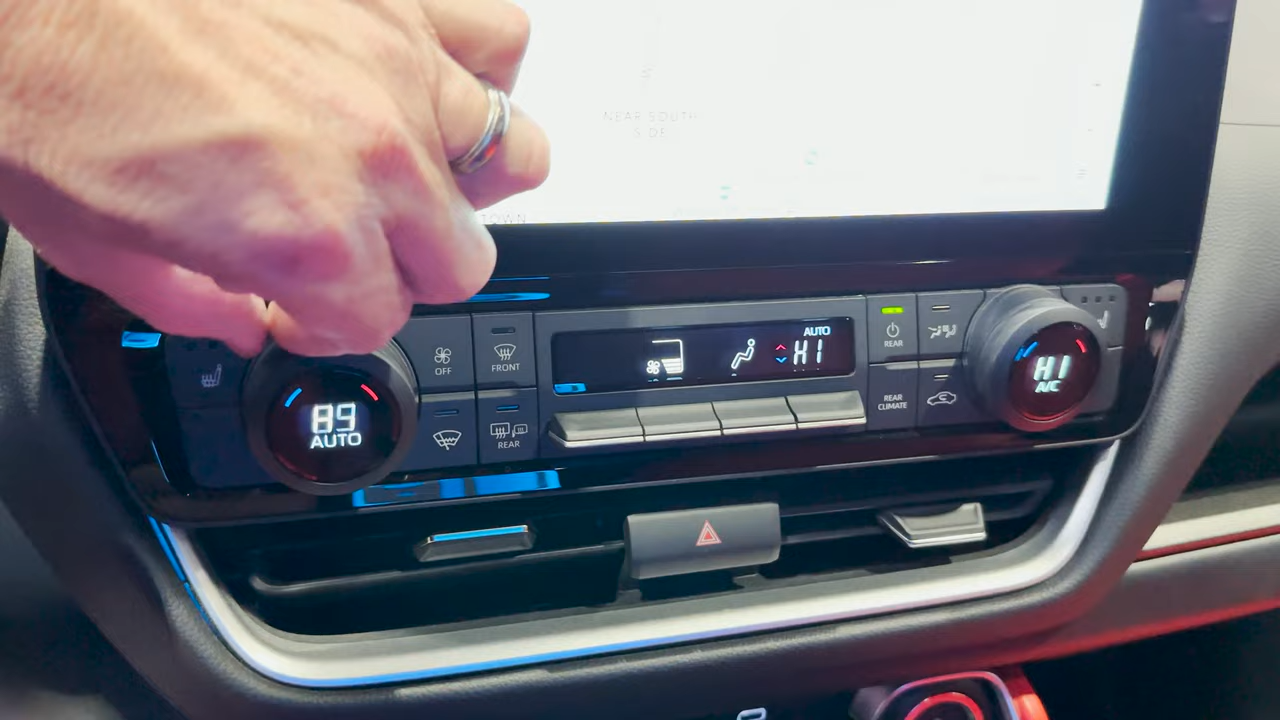 NEAR SOUTH
SIDE
TOWN
OFF
FRONT
REAR
AUTO
HI
REAR
REAR
CLIMATE
89
AUTO
HI
A/C